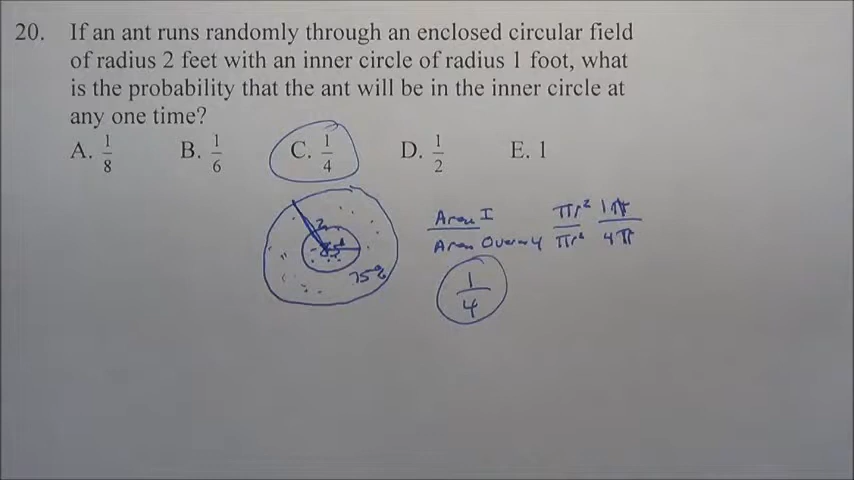 20. If an ant runs randomly through an enclosed circular field
of radius 2 feet with an inner circle of radius 1 foot, what
is the probability that the ant will be in the inner circle at
any one time?
A. 1/8 B. 1/6 C. 1/4 D. 1/2 E. 1
2
75%
Area I / Area Overall
πr² / πr²
1π / 4π
1/4